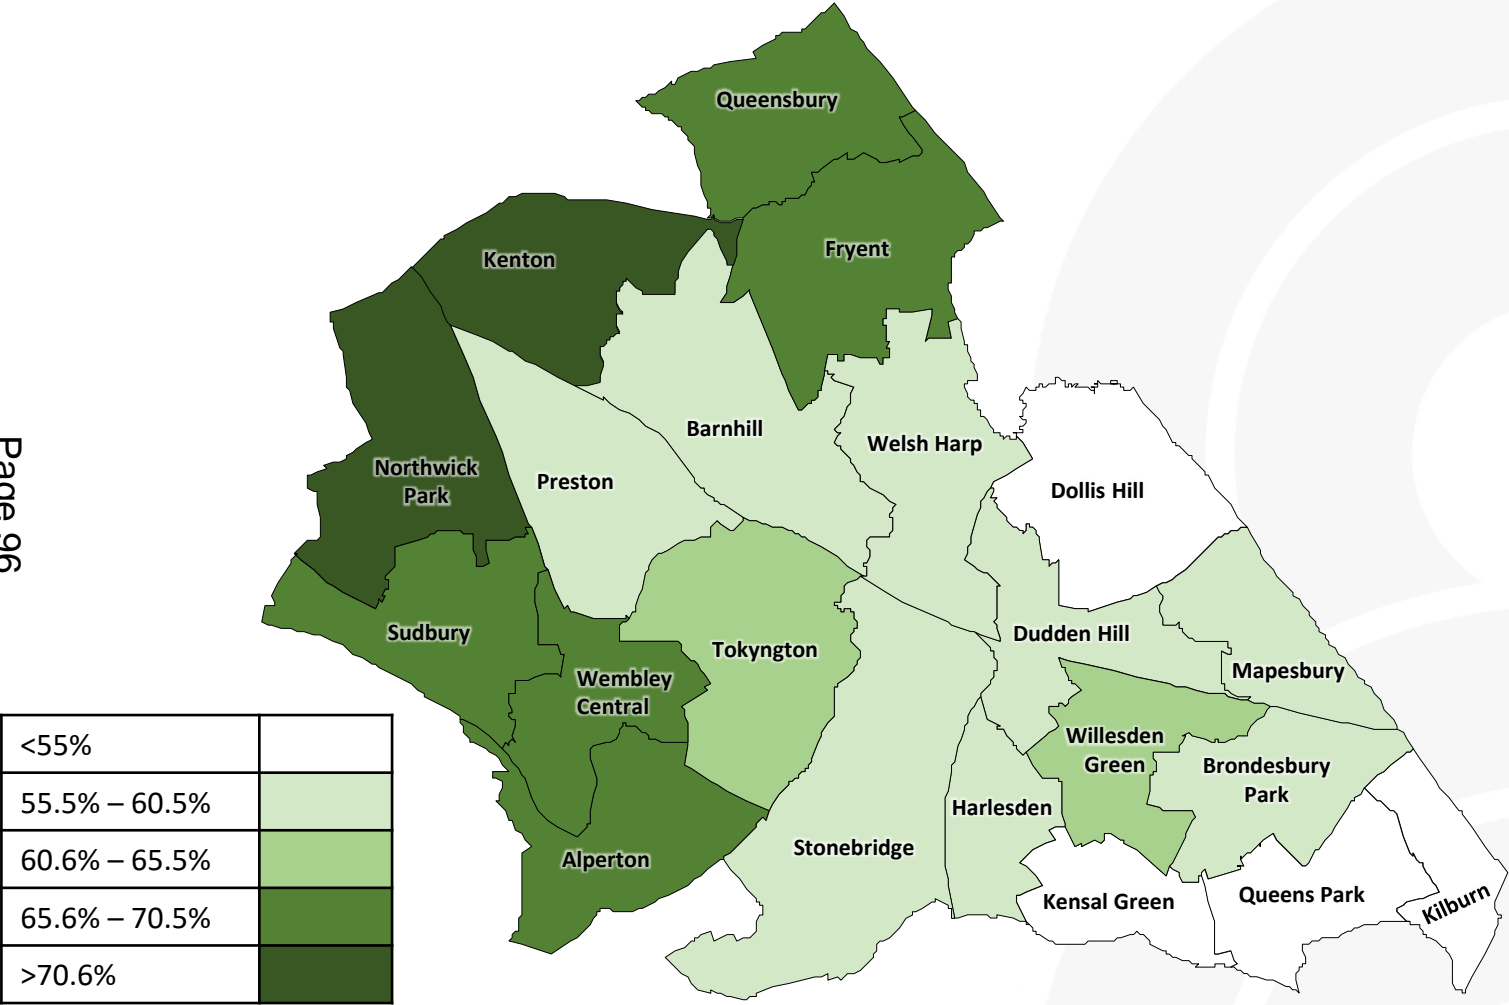 Queensbury
Fryent
Kenton
Barnhill
Welsh Harp
Northwick
Park
Preston
Dollis Hill
Page 96
Sudbury
Tokyngton
Dudden Hill
Mapesbury
Wembley
Central
Willesden
Green
Brondesbury
Park
Harlesden
Stonebridge
Alperton
Kensal Green
Queens Park
Kilburn
<55%
55.5% – 60.5%
60.6% – 65.5%
65.6% – 70.5%
>70.6%